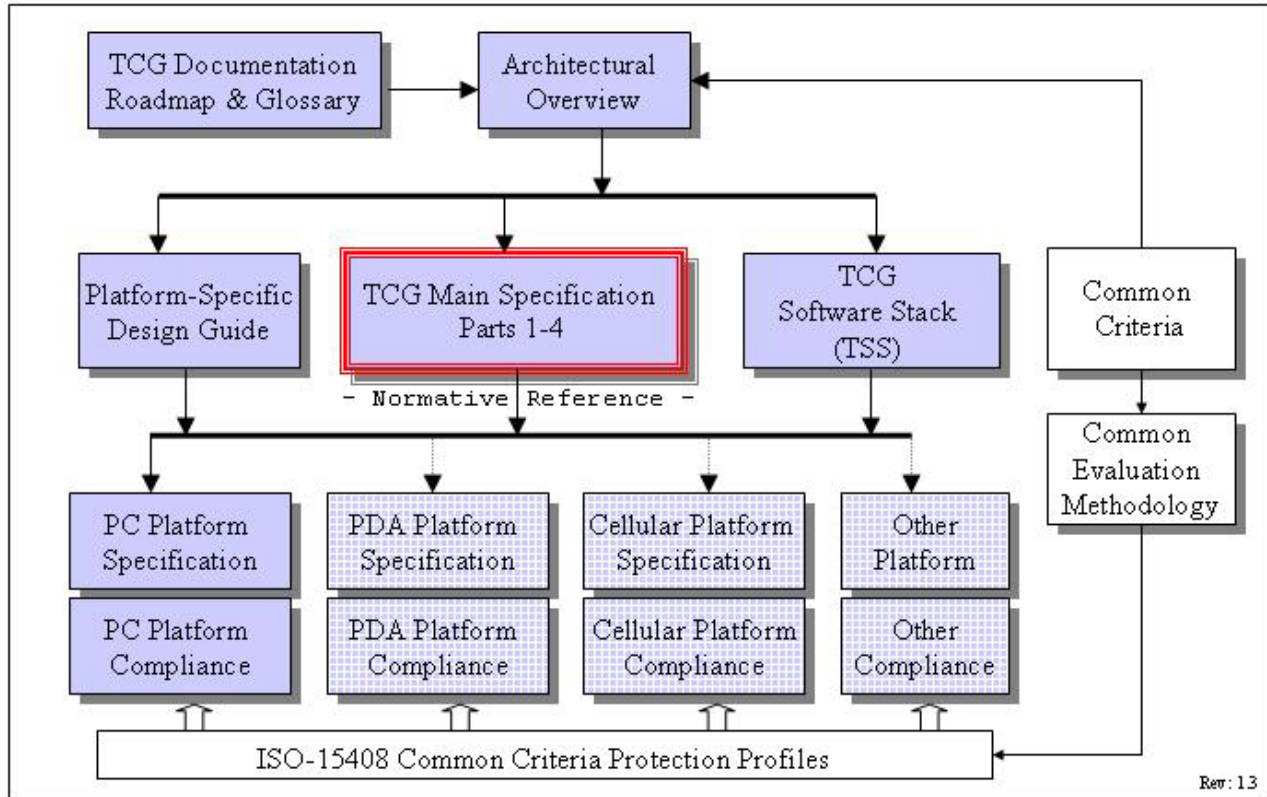 TCG Documentation
Roadmap & Glossary
Architectural
Overview
Platform-Specific
Design Guide
TCG Main Specification
Parts 1-4
TCG
Software Stack
(TSS)
Common
Criteria
- Normative Reference -
Common
Evaluation
Methodology
PC Platform
Specification
PDA Platform
Specification
Cellular Platform
Specification
Other
Platform
PC Platform
Compliance
PDA Platform
Compliance
Cellular Platform
Compliance
Other
Compliance
ISO-15408 Common Criteria Protection Profiles
Rev: 1.3